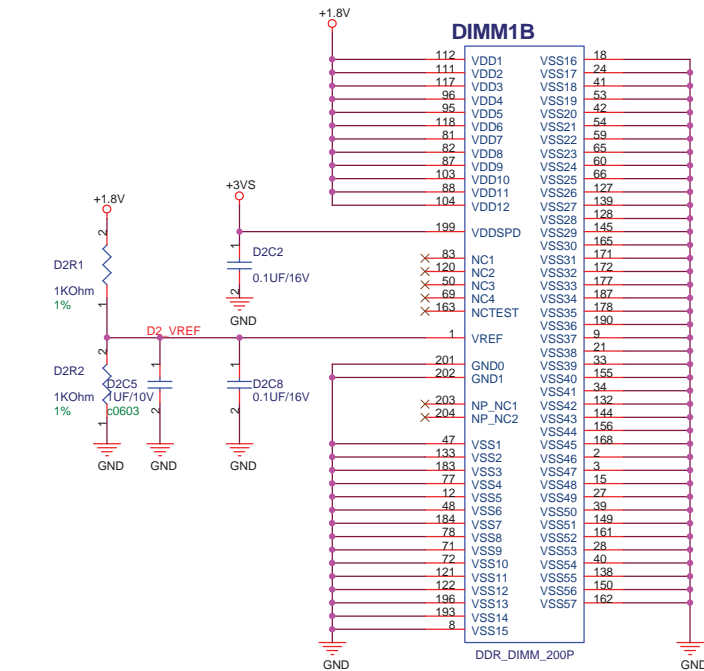 +1.8V
DIMM1B
112 VDD1 VSS16 18
111 VDD2 VSS17 24
117 VDD3 VSS18 41
96 VDD4 VSS19 53
95 VDD5 VSS20 42
118 VDD6 VSS21 54
81 VDD7 VSS22 59
82 VDD8 VSS23 65
87 VDD9 VSS24 60
103 VDD10 VSS25 66
88 VDD11 VSS26 127
104 VDD12 VSS27 139
VSS28 128
199 VDDSPD VSS29 145
VSS30 165
83 NC1 VSS31 171
120 NC2 VSS32 172
50 NC3 VSS33 177
69 NC4 VSS34 187
163 NCTEST VSS35 178
VSS36 190
1 VREF VSS37 9
VSS38 21
201 GND0 VSS39 33
202 GND1 VSS40 155
VSS41 34
203 NP_NC1 VSS42 132
204 NP_NC2 VSS43 144
VSS44 156
47 VSS1 VSS45 168
133 VSS2 VSS46 2
183 VSS3 VSS47 3
77 VSS4 VSS48 15
12 VSS5 VSS49 27
48 VSS6 VSS50 39
184 VSS7 VSS51 149
78 VSS8 VSS52 161
71 VSS9 VSS53 28
72 VSS10 VSS54 40
121 VSS11 VSS55 138
122 VSS12 VSS56 150
196 VSS13 VSS57 162
193 VSS14
8 VSS15
DDR_DIMM_200P
GND
GND
+1.8V
2
D2R1
1KOhm
1%
1
+3VS
1
D2C2
0.1UF/16V
2
GND
D2_VREF
2
D2R2
1KOhm
1%
1
GND
1
D2C5
1UF/10V
c0603
2
GND
1
D2C8
0.1UF/16V
2
GND